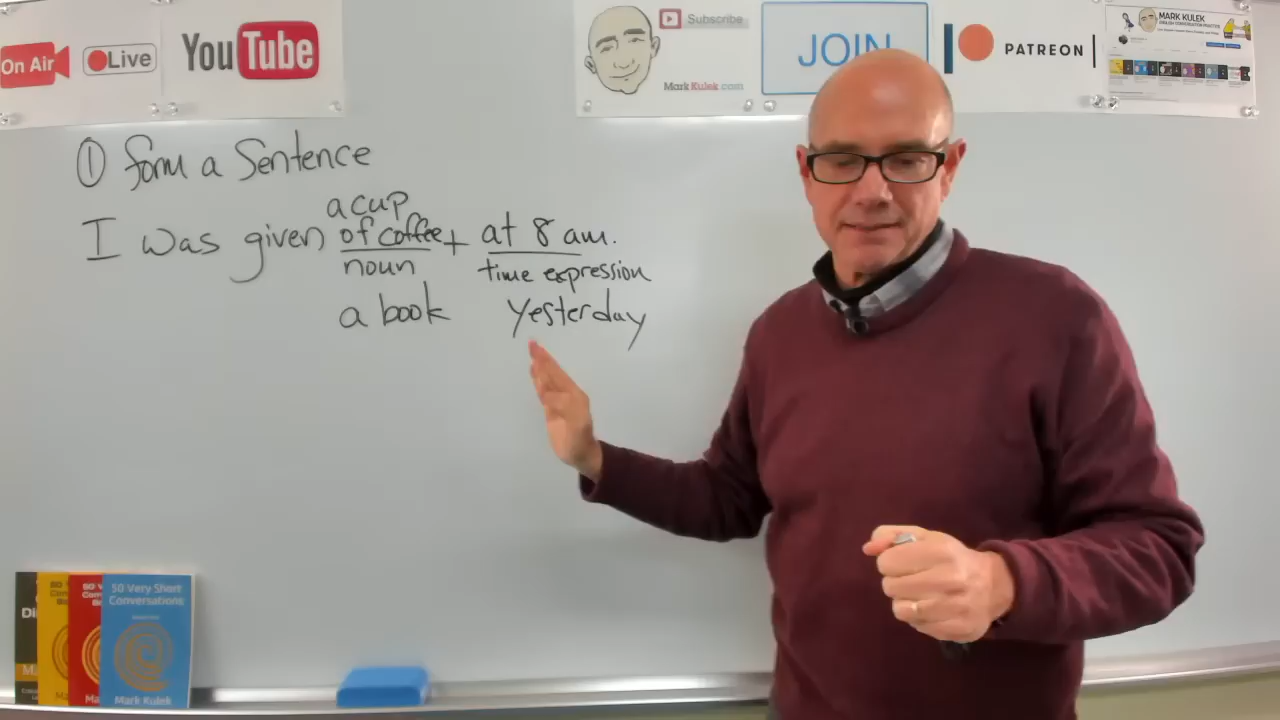 On Air
Live
YouTube
Subscribe
MarkKulek.com
JOIN
PATREON
MARK KULEK
① Form a Sentence
a cup
I was given of coffee + at 8 am.
noun time expression
a book yesterday
50 Very Short
Conversations
Mark Kulek